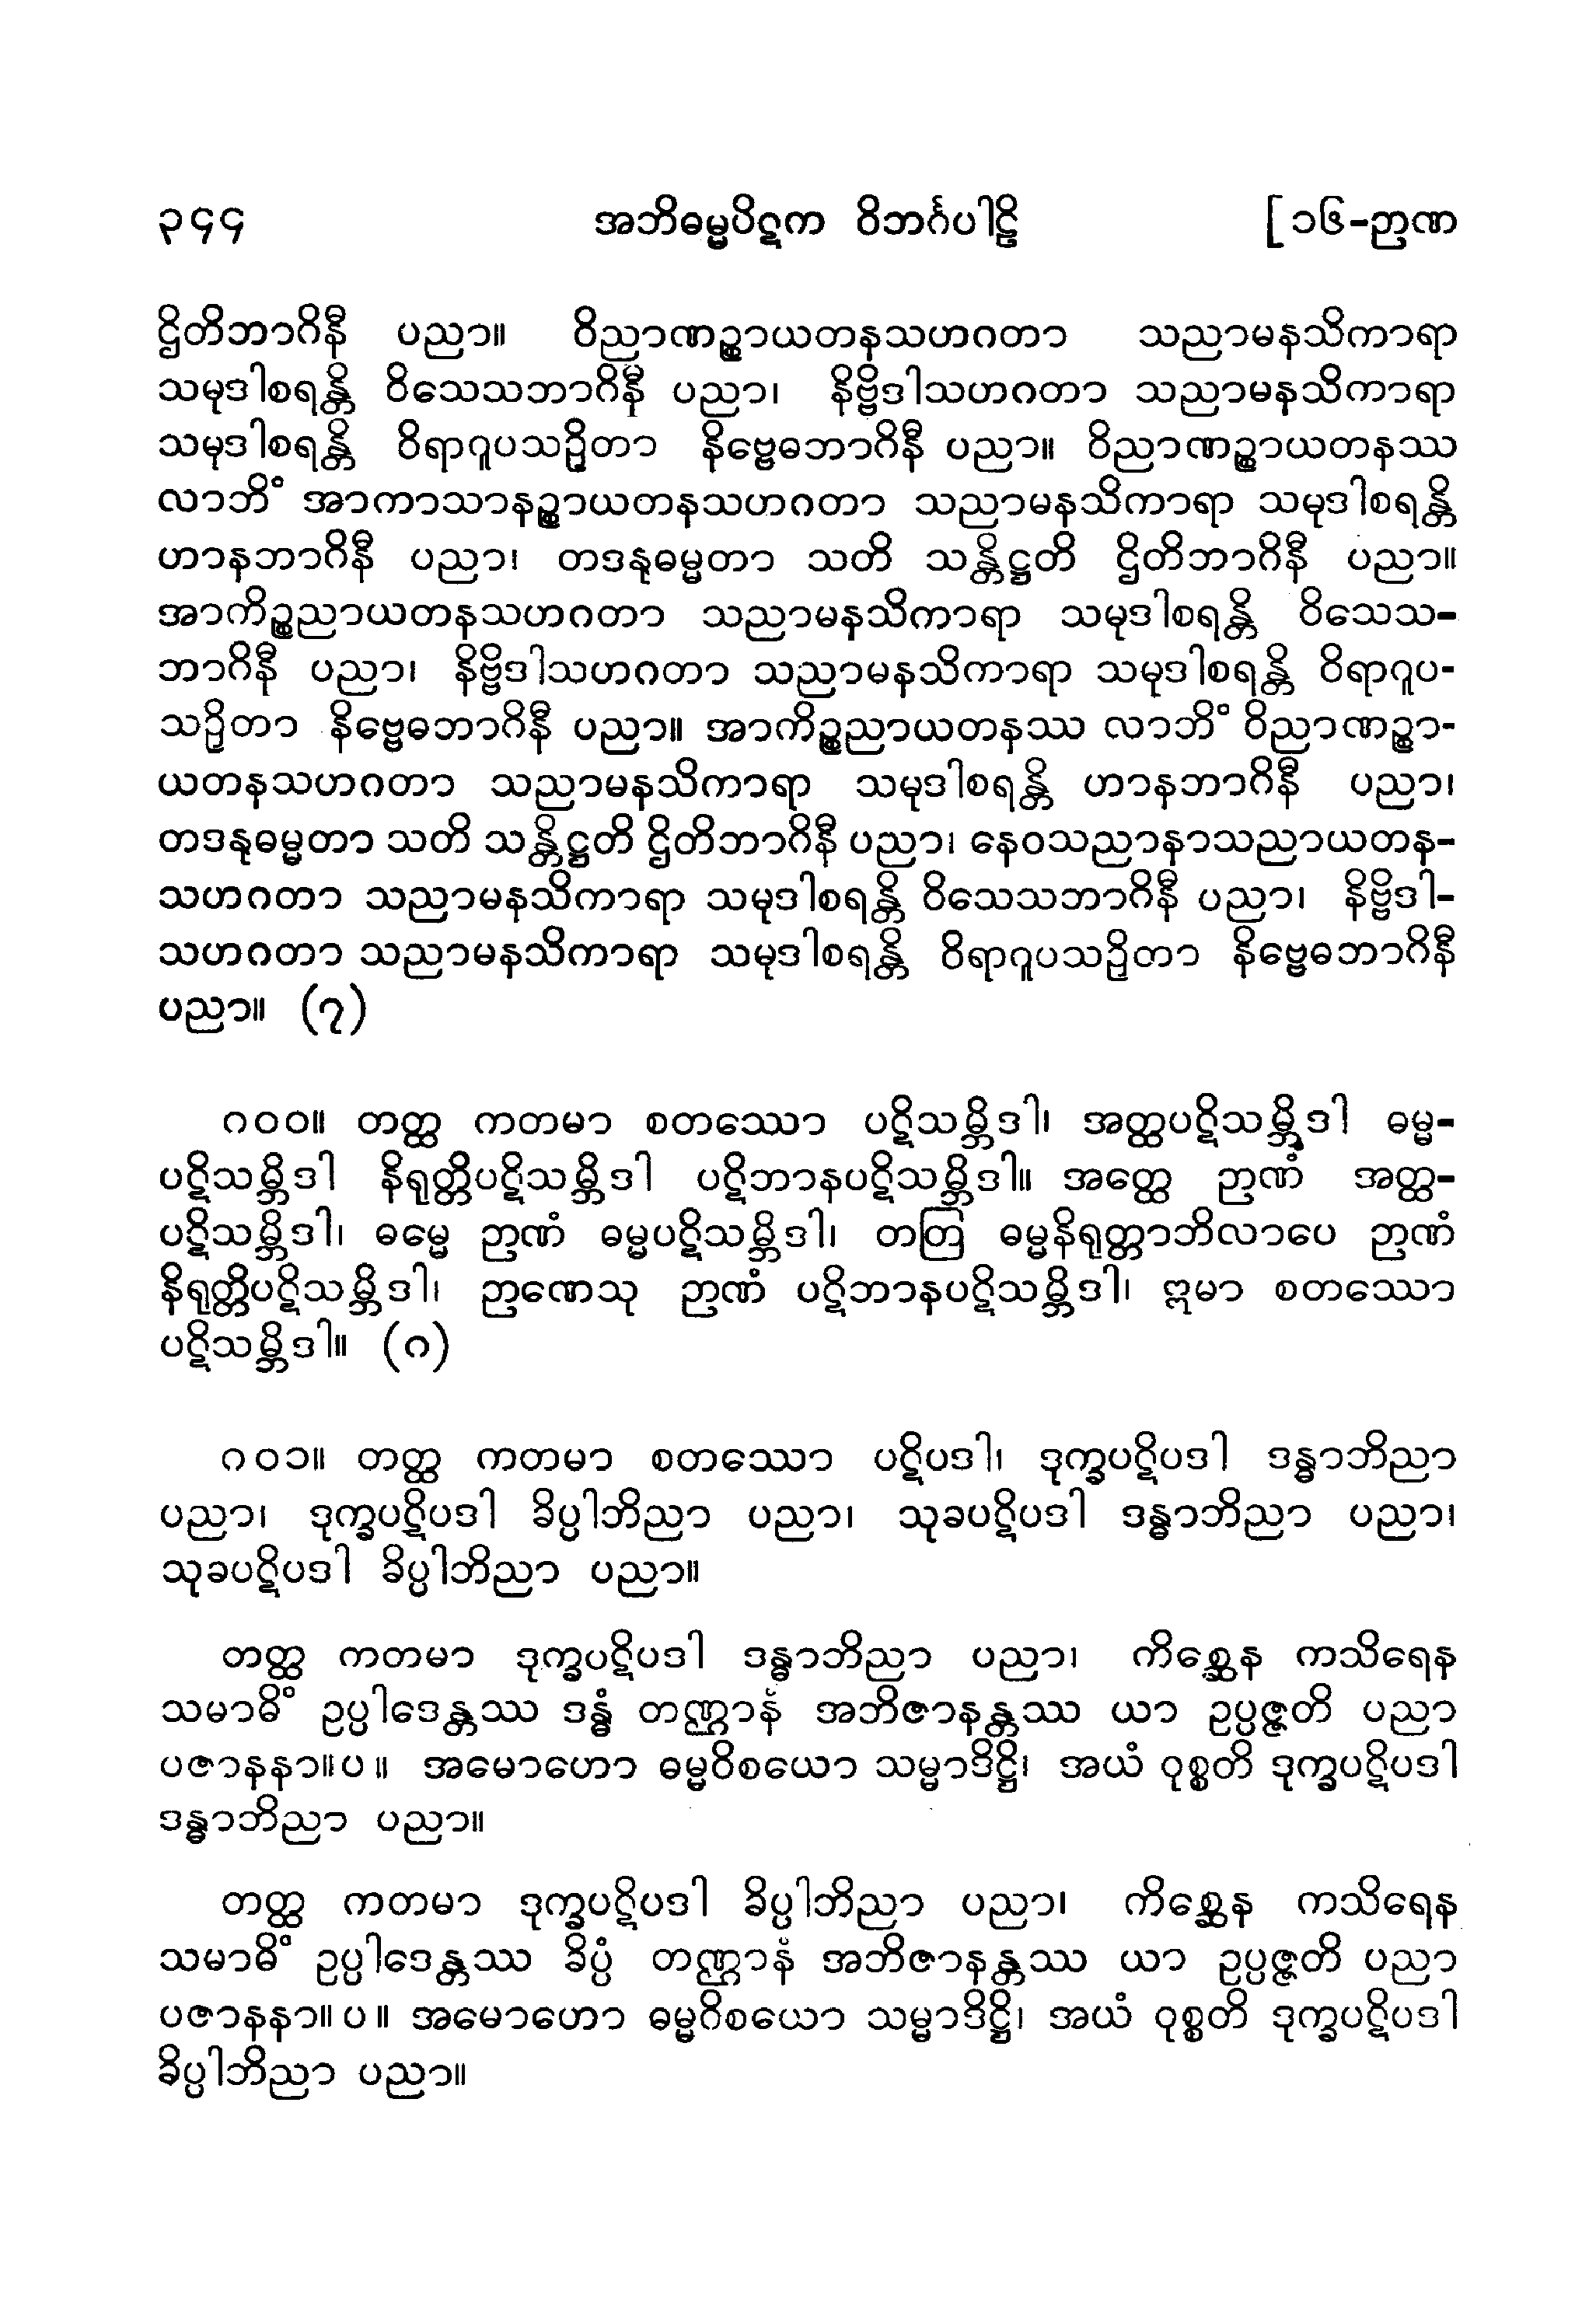 ၃၄၄ အဘိဓမ္မပိဋက ဝိဘင်္ဂပါဠိ [ ၁၆-ဉာဏ
ဌိတိဘာဂိနီ ပညာ။ ဝိညာဏဉ္စာယတနသဟဂတာ သညာမနသိကာရာ
သမုဒါစရန္တိ ဝိသေသဘာဂိနီ ပညာ၊ နိဗ္ဗိဒါသဟဂတာ သညာမနသိကာရာ
သမုဒါစရန္တိ ဝိရာဂူပသဉှိတာ နိဗ္ဗေဓဘာဂိနီ ပညာ။ ဝိညာဏဉ္စာယတနဿ
လာဘိံ အာကာသာနဉ္စာယတနသဟဂတာ သညာမနသိကာရာ သမုဒါစရန္တိ
ဟာနဘာဂိနီ ပညာ၊ တဒနုဓမ္မတာ သတိ သန္တိဋ္ဌတိ ဌိတိဘာဂိနီ ပညာ။
အာကိဉ္စညာယတနသဟဂတာ သညာမနသိကာရာ သမုဒါစရန္တိ ဝိသေသ-
ဘာဂိနီ ပညာ၊ နိဗ္ဗိဒါသဟဂတာ သညာမနသိကာရာ သမုဒါစရန္တိ ဝိရာဂူပ-
သဉှိတာ နိဗ္ဗေဓဘာဂိနီ ပညာ။ အာကိဉ္စညာယတနဿ လာဘိံ ဝိညာဏဉ္စာ-
ယတနသဟဂတာ သညာမနသိကာရာ သမုဒါစရန္တိ ဟာနဘာဂိနီ ပညာ၊
တဒနုဓမ္မတာ သတိ သန္တိဋ္ဌတိ ဌိတိဘာဂိနီ ပညာ၊ နေဝသညာနာသညာယတန-
သဟဂတာ သညာမနသိကာရာ သမုဒါစရန္တိ ဝိသေသဘာဂိနီ ပညာ၊ နိဗ္ဗိဒါ-
သဟဂတာ သညာမနသိကာရာ သမုဒါစရန္တိ ဝိရာဂူပသဉှိတာ နိဗ္ဗေဓဘာဂိနီ
ပညာ။ (၇)
၈၀၀။ တတ္ထ ကတမာ စတဿော ပဋိသမ္ဘိဒါ၊ အတ္ထပဋိသမ္ဘိဒါ ဓမ္မ-
ပဋိသမ္ဘိဒါ နိရုတ္တိပဋိသမ္ဘိဒါ ပဋိဘာနပဋိသမ္ဘိဒါ။ အတ္ထေ ဉာဏံ အတ္ထ-
ပဋိသမ္ဘိဒါ၊ ဓမ္မေ ဉာဏံ ဓမ္မပဋိသမ္ဘိဒါ၊ တတြ ဓမ္မနိရုတ္တာဘိလာပေ ဉာဏံ
နိရုတ္တိပဋိသမ္ဘိဒါ၊ ဉာဏေသု ဉာဏံ ပဋိဘာနပဋိသမ္ဘိဒါ၊ ဣမာ စတဿော
ပဋိသမ္ဘိဒါ။ (၈)
၈၀၁။ တတ္ထ ကတမာ စတဿော ပဋိပဒါ၊ ဒုက္ခပဋိပဒါ ဒန္ဓာဘိညာ
ပညာ၊ ဒုက္ခပဋိပဒါ ခိပ္ပါဘိညာ ပညာ၊ သုခပဋိပဒါ ဒန္ဓာဘိညာ ပညာ၊
သုခပဋိပဒါ ခိပ္ပါဘိညာ ပညာ။
တတ္ထ ကတမာ ဒုက္ခပဋိပဒါ ဒန္ဓာဘိညာ ပညာ၊ ကိစ္ဆေန ကသိရေန
သမာဓိံ ဥပ္ပါဒေန္တဿ ဒန္ဓံ တဏ္ဌာနံ အဘိဇာနန္တဿ ယာ ဥပ္ပဇ္ဇတိ ပညာ
ပဇာနနာ။ပ။ အမောဟော ဓမ္မဝိစယော သမ္မာဒိဋ္ဌိ၊ အယံ ဝုစ္စတိ ဒုက္ခပဋိပဒါ
ဒန္ဓာဘိညာ ပညာ။
တတ္ထ ကတမာ ဒုက္ခပဋိပဒါ ခိပ္ပါဘိညာ ပညာ၊ ကိစ္ဆေန ကသိရေန
သမာဓိံ ဥပ္ပါဒေန္တဿ ခိပ္ပံ တဏ္ဌာနံ အဘိဇာနန္တဿ ယာ ဥပ္ပဇ္ဇတိ ပညာ
ပဇာနနာ။ပ။ အမောဟော ဓမ္မဝိစယော သမ္မာဒိဋ္ဌိ၊ အယံ ဝုစ္စတိ ဒုက္ခပဋိပဒါ
ခိပ္ပါဘိညာ ပညာ။